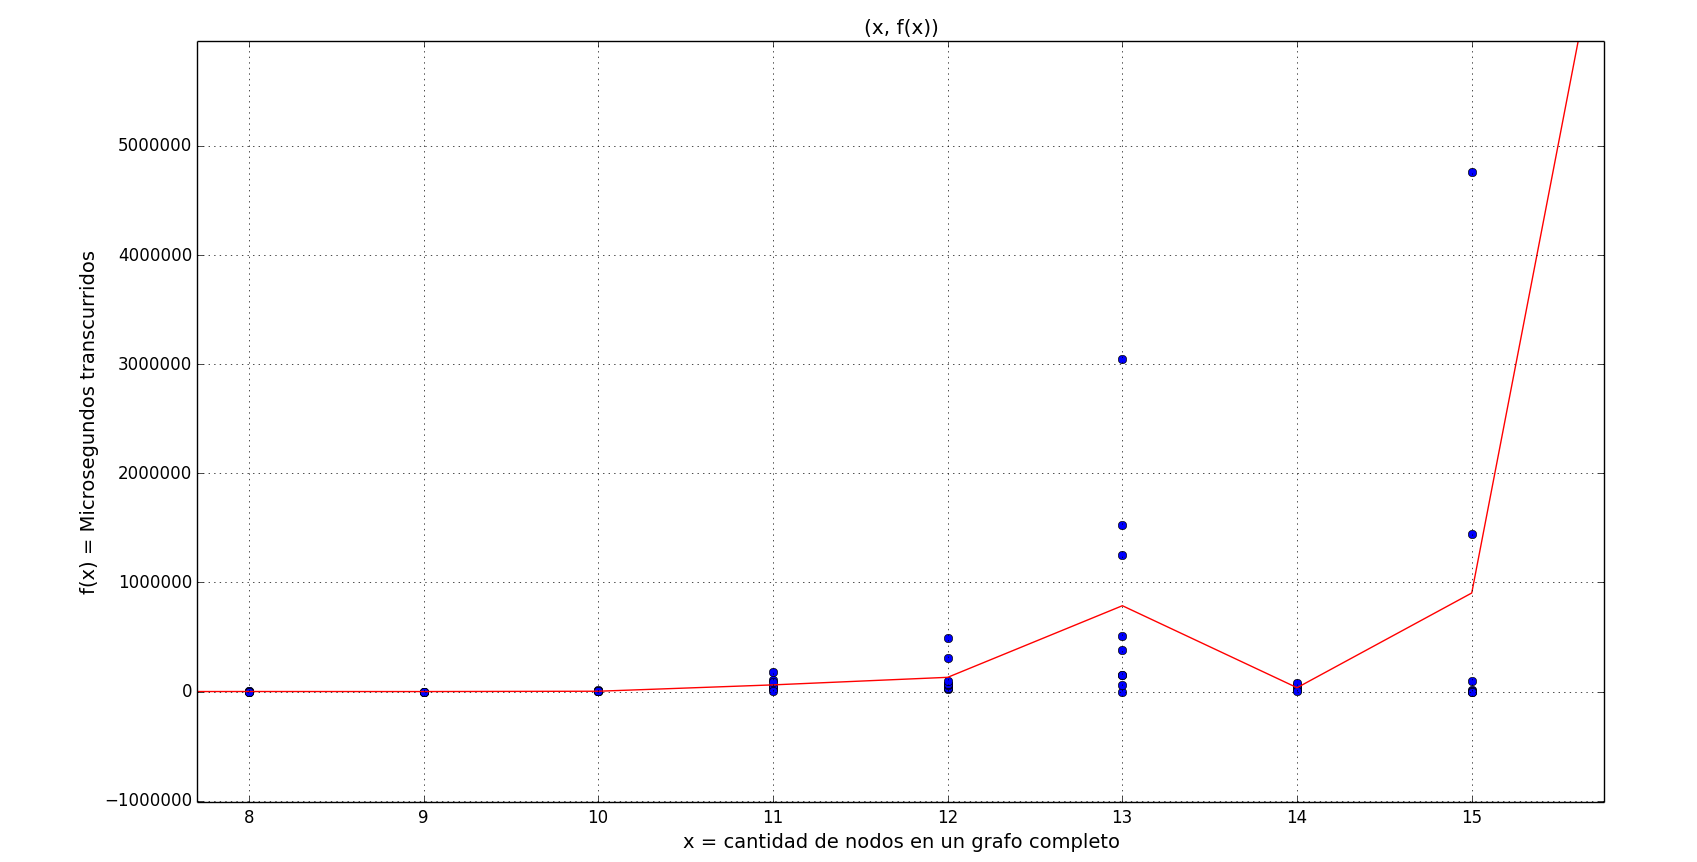 (x, f(x))
f(x) = Microsegundos transcurridos
5000000
4000000
3000000
2000000
1000000
0
−1000000
8 9 10 11 12 13 14 15
x = cantidad de nodos en un grafo completo